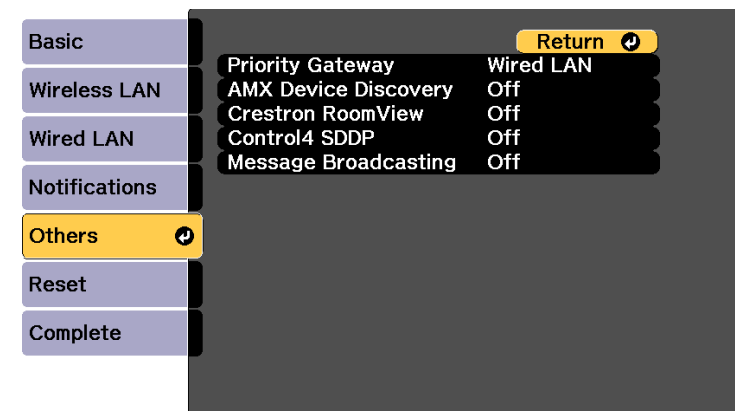 Basic
Wireless LAN
Wired LAN
Notifications
Others
Reset
Complete
Return
Priority Gateway Wired LAN
AMX Device Discovery Off
Crestron RoomView Off
Control4 SDDP Off
Message Broadcasting Off